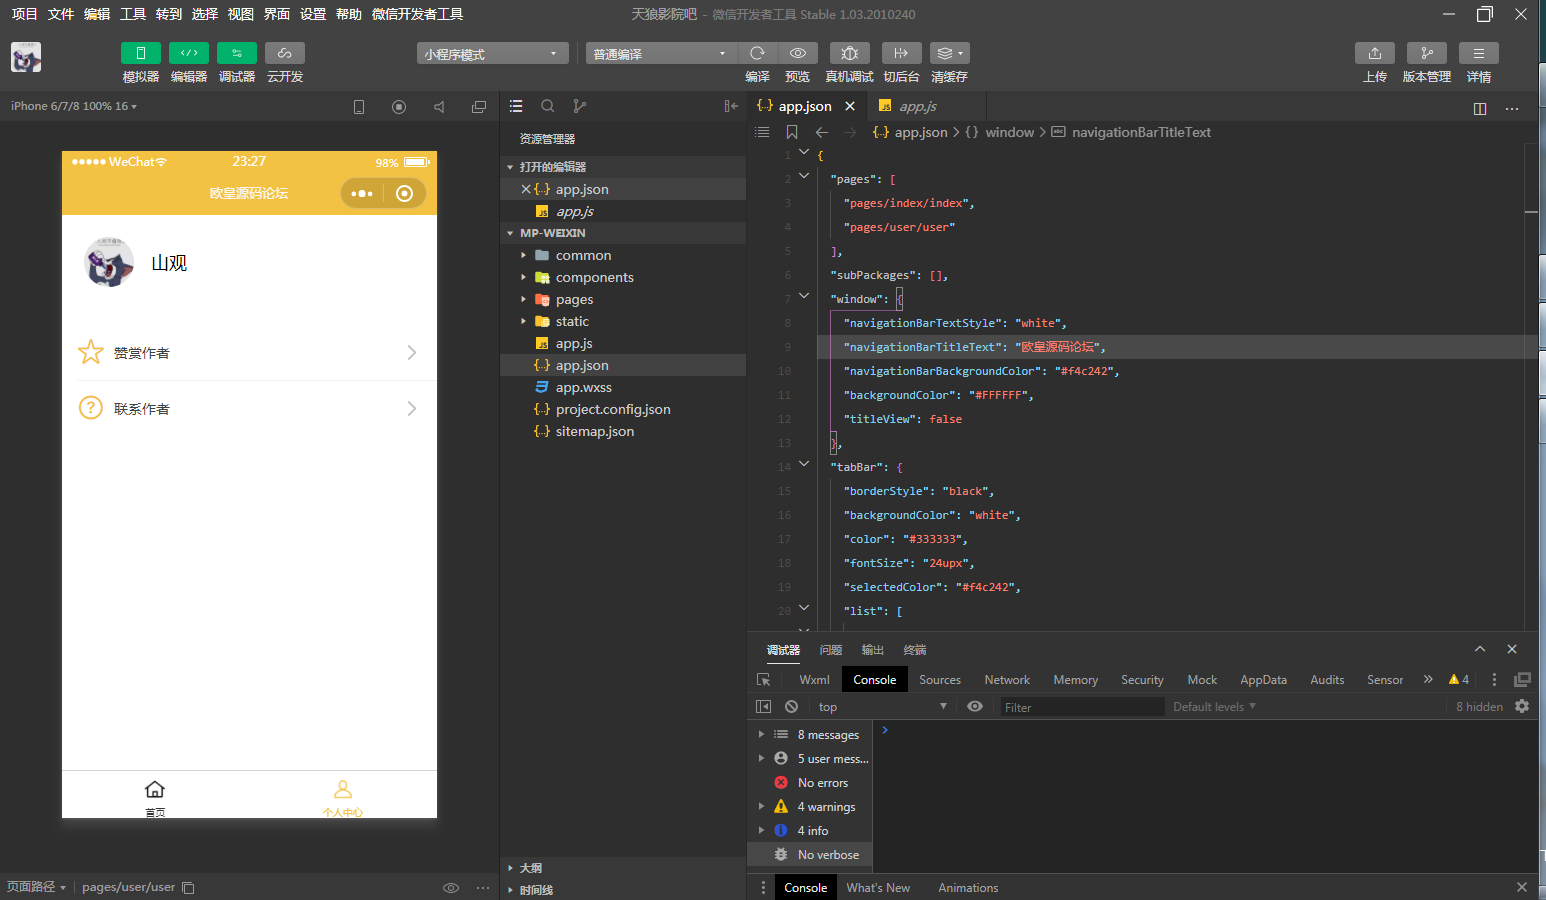 项目 文件 编辑 工具 转到 选择 视图 界面 设置 帮助 微信开发者工具
天狼影院吧 - 微信开发者工具 Stable 1.03.2010240
模拟器 编辑器 调试器 云开发
小程序模式
普通编译
编译 预览 真机调试 切后台 清缓存
上传 版本管理 详情
iPhone 6/7/8 100% 16
WeChat
23:27
98%
欧皇源码论坛
山观
赞赏作者
联系作者
首页
个人中心
页面路径
pages/user/user
资源管理器
打开的编辑器
{..} app.json
JS app.js
MP-WEIXIN
common
components
pages
static
JS app.js
{..} app.json
app.wxss
{..} project.config.json
{..} sitemap.json
大纲
时间线
{..} app.json
JS app.js
{..} app.json > {} window > abc navigationBarTitleText
1 {
2 "pages": [
3 "pages/index/index",
4 "pages/user/user"
5 ],
6 "subPackages": [],
7 "window": {
8 "navigationBarTextStyle": "white",
9 "navigationBarTitleText": "欧皇源码论坛",
10 "navigationBarBackgroundColor": "#f4c242",
11 "backgroundColor": "#FFFFFF",
12 "titleView": false
13 },
14 "tabBar": {
15 "borderStyle": "black",
16 "backgroundColor": "white",
17 "color": "#333333",
18 "fontSize": "24upx",
19 "selectedColor": "#f4c242",
20 "list": [
调试器 问题 输出 终端
Wxml Console Sources Network Memory Security Mock AppData Audits Sensor » 4
top
Filter
Default levels
8 hidden
8 messages
5 user mess...
No errors
4 warnings
4 info
No verbose
Console What's New Animations